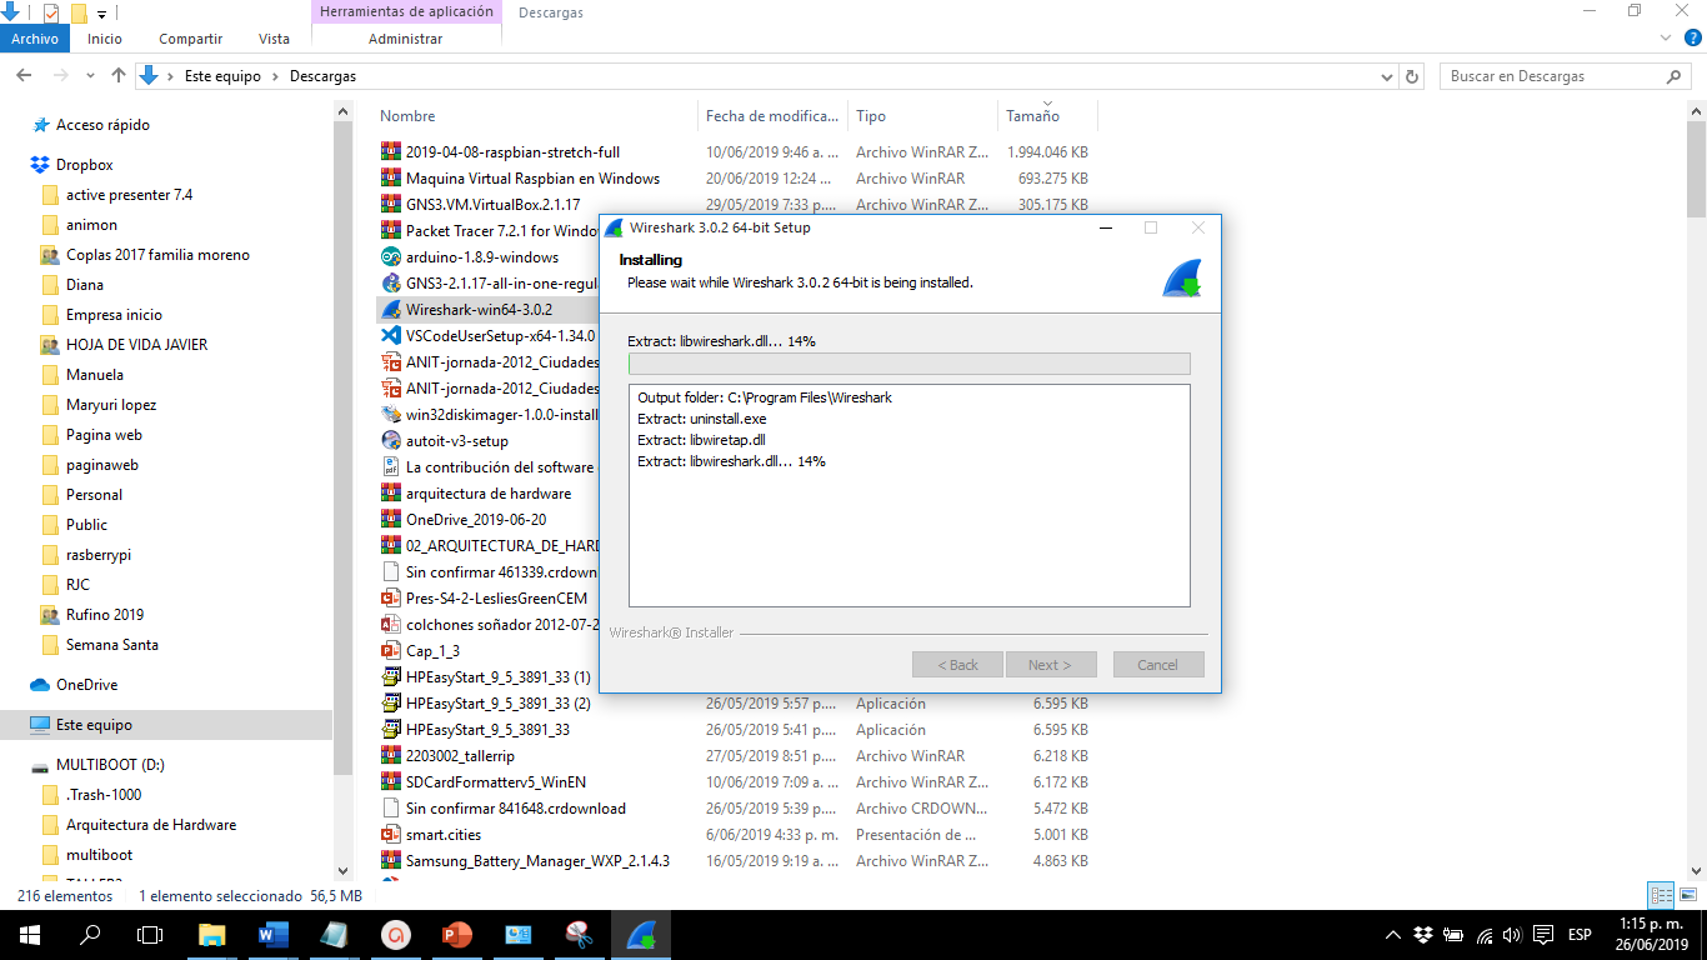 Herramientas de aplicación
Descargas
Archivo
Inicio
Compartir
Vista
Administrar
Este equipo > Descargas
Buscar en Descargas
Nombre
Fecha de modifica...
Tipo
Tamaño
Acceso rápido
Dropbox
active presenter 7.4
animon
Coplas 2017 familia moreno
Diana
Empresa inicio
HOJA DE VIDA JAVIER
Manuela
Maryuri lopez
Pagina web
paginaweb
Personal
Public
rasberrypi
RJC
Rufino 2019
Semana Santa
OneDrive
Este equipo
MULTIBOOT (D:)
.Trash-1000
Arquitectura de Hardware
multiboot
2019-04-08-raspbian-stretch-full 10/06/2019 9:46 a. ... Archivo WinRAR Z... 1.994.046 KB
Maquina Virtual Raspbian en Windows 20/06/2019 12:24 ... Archivo WinRAR 693.275 KB
GNS3.VM.VirtualBox.2.1.17 29/05/2019 7:33 p.... Archivo WinRAR Z... 305.175 KB
Packet Tracer 7.2.1 for Windo
arduino-1.8.9-windows
GNS3-2.1.17-all-in-one-regul
Wireshark-win64-3.0.2
VSCodeUserSetup-x64-1.34.0
ANIT-jornada-2012_Ciudades
ANIT-jornada-2012_Ciudades
win32diskimager-1.0.0-install
autoit-v3-setup
La contribución del software
arquitectura de hardware
OneDrive_2019-06-20
02_ARQUITECTURA_DE_HARD
Sin confirmar 461339.crdown
Pres-S4-2-LesliesGreenCEM
colchones soñador 2012-07-2
Cap_1_3
HPEasyStart_9_5_3891_33 (1)
HPEasyStart_9_5_3891_33 (2) 26/05/2019 5:57 p.... Aplicación 6.595 KB
HPEasyStart_9_5_3891_33 26/05/2019 5:41 p.... Aplicación 6.595 KB
2203002_tallerrip 27/05/2019 8:51 p.... Archivo WinRAR 6.218 KB
SDCardFormatterv5_WinEN 10/06/2019 7:09 a. ... Archivo WinRAR Z... 6.172 KB
Sin confirmar 841648.crdownload 26/05/2019 5:39 p.... Archivo CRDOWN... 5.472 KB
smart.cities 6/06/2019 4:33 p. m. Presentación de ... 5.001 KB
Samsung_Battery_Manager_WXP_2.1.4.3 16/05/2019 9:19 a. ... Archivo WinRAR Z... 4.863 KB
Wireshark 3.0.2 64-bit Setup
Installing
Please wait while Wireshark 3.0.2 64-bit is being installed.
Extract: libwireshark.dll... 14%
Output folder: C:\Program Files\Wireshark
Extract: uninstall.exe
Extract: libwiretap.dll
Extract: libwireshark.dll... 14%
Wireshark® Installer
< Back
Next >
Cancel
216 elementos
1 elemento seleccionado 56,5 MB
ESP
1:15 p. m.
26/06/2019